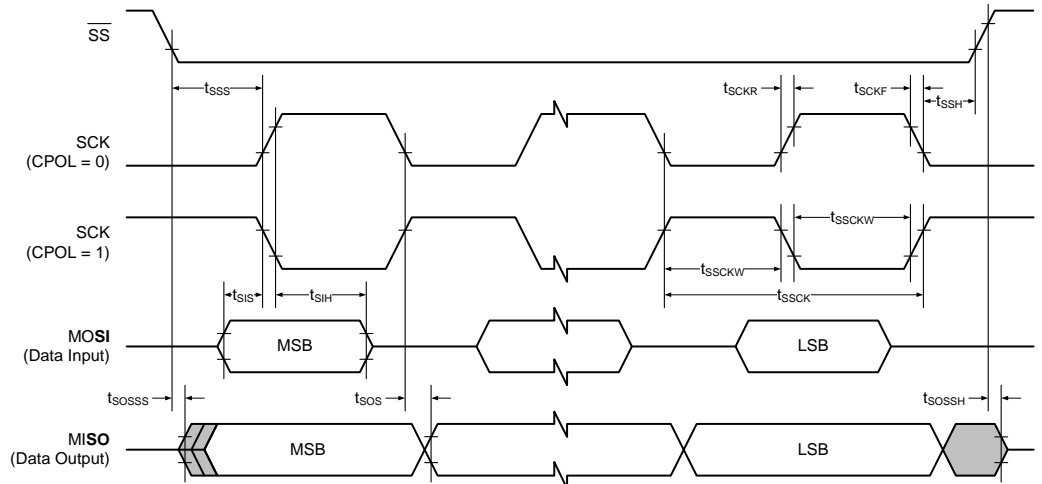 SS
tSSS
tSCKR
tSCKF
tSSH
SCK
(CPOL = 0)
SCK
(CPOL = 1)
tSSCKW
tSSCKW
tSSCK
tSIS
tSIH
MOSI
(Data Input)
MSB
LSB
tSOSSS
tSOS
tSOSSH
MISO
(Data Output)
MSB
LSB